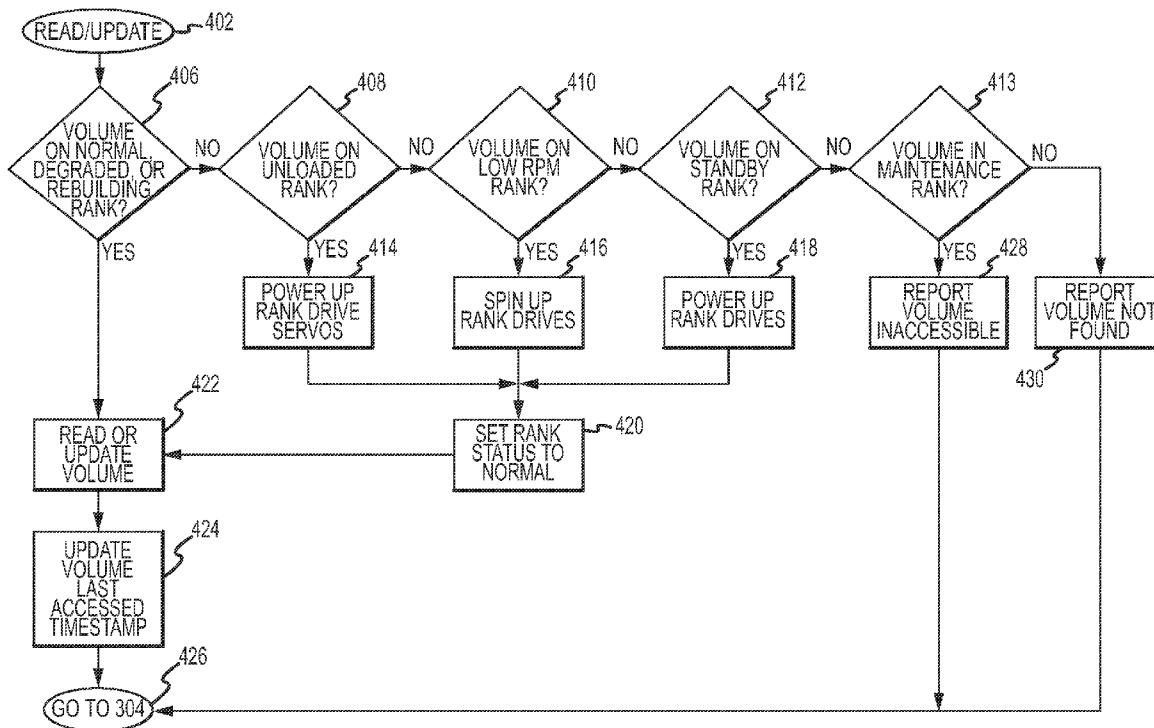 READ/UPDATE
402
406
408
410
412
413
VOLUME
ON NORMAL,
DEGRADED, OR
REBUILDING
RANK?
NO
VOLUME ON
UNLOADED
RANK?
NO
VOLUME ON
LOW RPM
RANK?
NO
VOLUME ON
STANDBY
RANK?
NO
VOLUME IN
MAINTENANCE
RANK?
NO
YES
YES
414
YES
416
YES
418
YES
428
POWER UP
RANK DRIVE
SERVOS
SPIN UP
RANK DRIVES
POWER UP
RANK DRIVES
REPORT
VOLUME
INACCESSIBLE
REPORT
VOLUME NOT
FOUND
430
422
READ OR
UPDATE
VOLUME
SET RANK
STATUS TO
NORMAL
420
424
UPDATE
VOLUME
LAST
ACCESSED
TIMESTAMP
426
GO TO 304